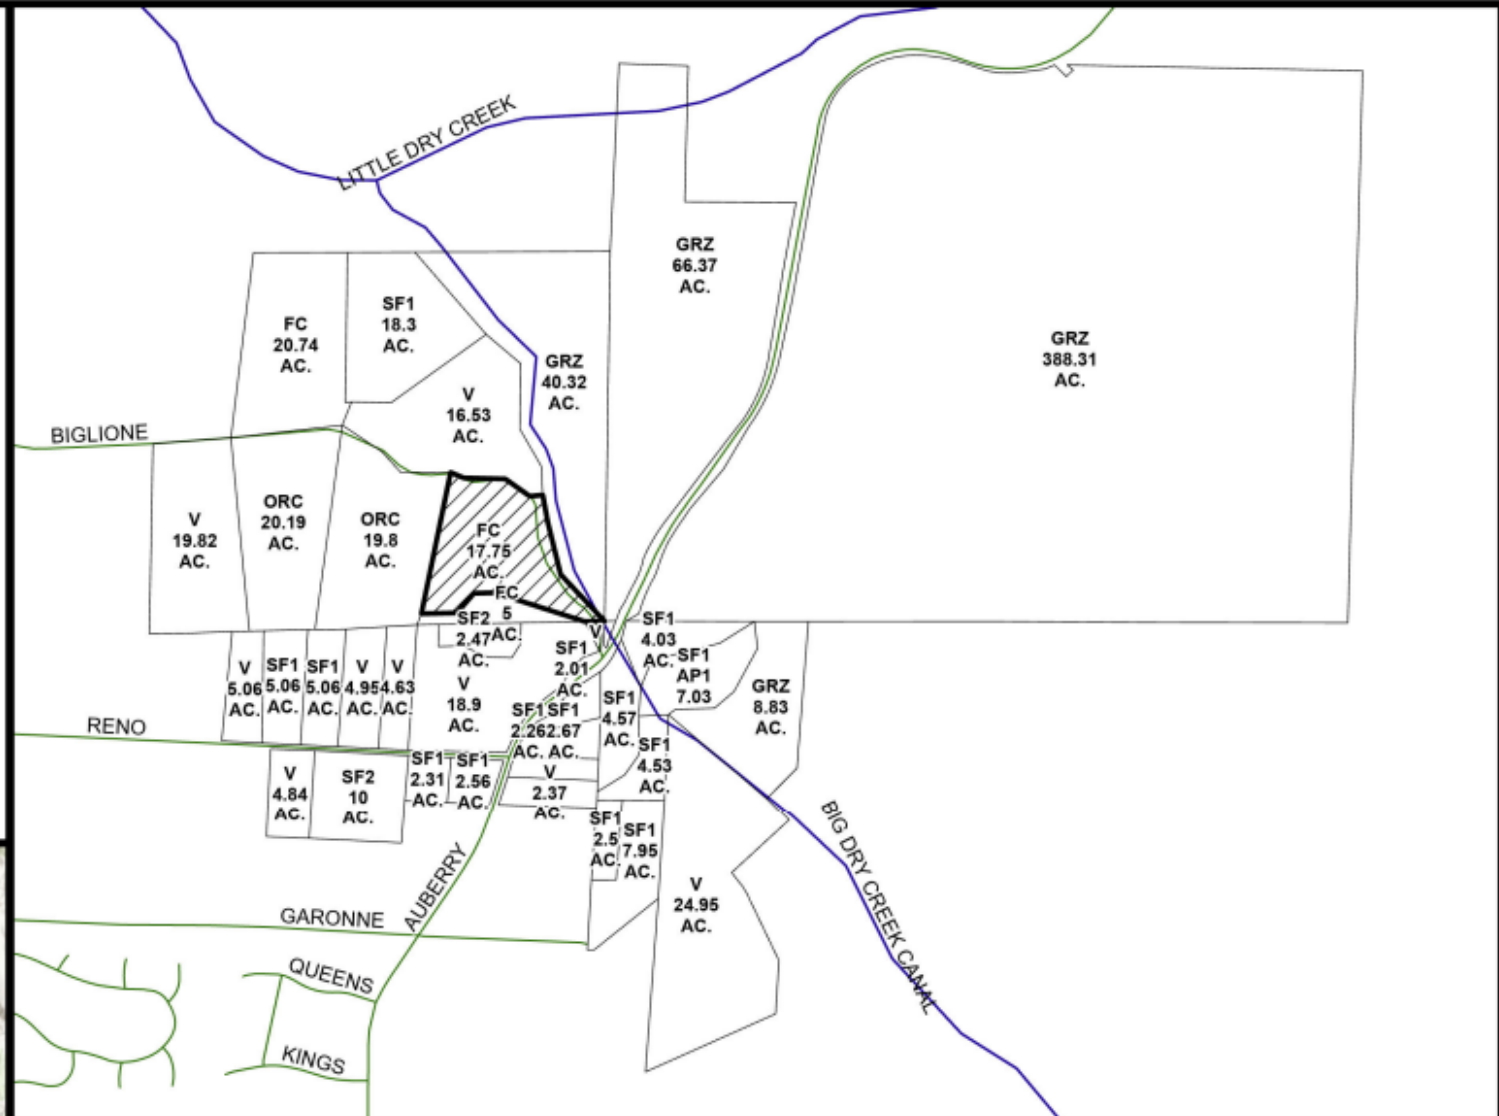 LITTLE DRY CREEK
GRZ
66.37
AC.
FC
20.74
AC.
SF1
18.3
AC.
GRZ
40.32
AC.
GRZ
388.31
AC.
V
16.53
AC.
BIGLIONE
V
19.82
AC.
ORC
20.19
AC.
ORC
19.8
AC.
FC
17.75
AC.
FC
5
AC.
SF2
2.47
AC.
V
SF1
2.01
AC.
SF1
4.03
AC.
SF1
AP1
7.03
GRZ
8.83
AC.
V
5.06
AC.
SF1
5.06
AC.
SF1
5.06
AC.
V
4.95
AC.
V
4.63
AC.
V
18.9
AC.
SF1
2.26
AC.
SF1
2.67
AC.
SF1
4.57
AC.
SF1
4.53
AC.
RENO
V
4.84
AC.
SF2
10
AC.
SF1
2.31
AC.
SF1
2.56
AC.
V
2.37
AC.
SF1
2.5
AC.
SF1
7.95
AC.
V
24.95
AC.
BIG DRY CREEK CANAL
AUBERRY
GARONNE
QUEENS
KINGS